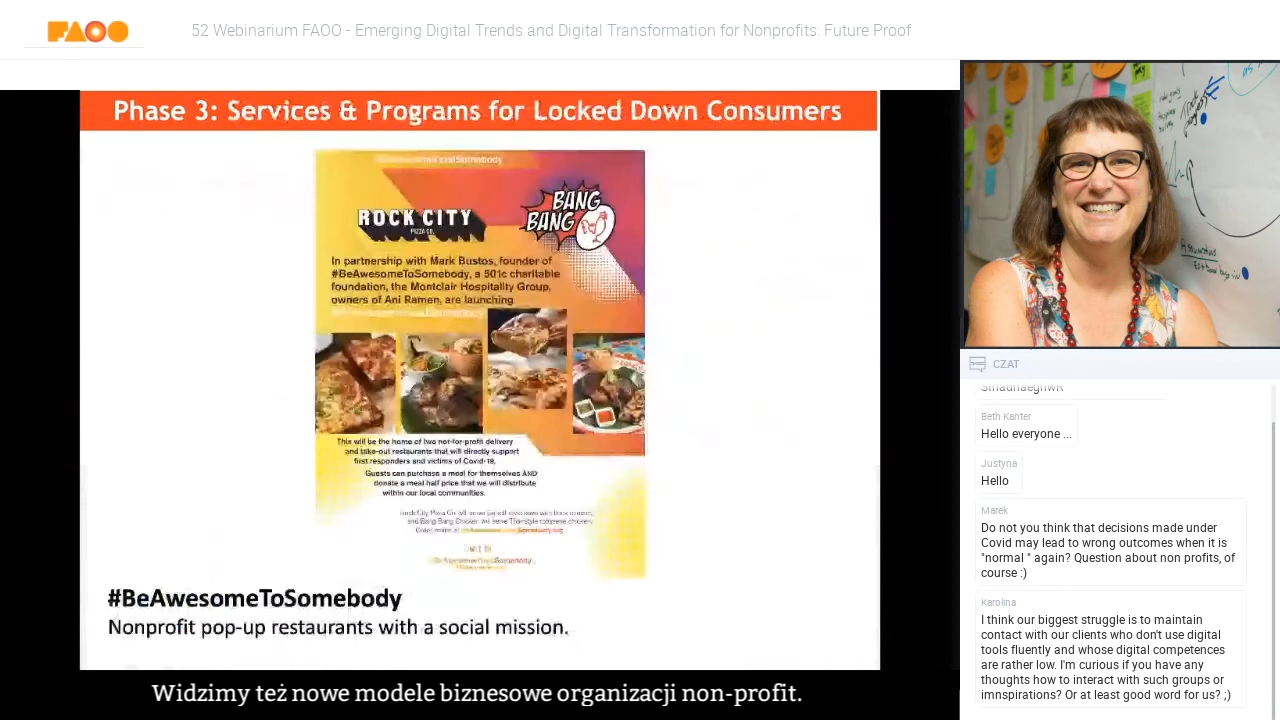 FAOO
52 Webinarium FAOO - Emerging Digital Trends and Digital Transformation for Nonprofits: Future Proof
Phase 3: Services & Programs for Locked Down Consumers
ROCK CITY
PIZZA CO.
BANG
BANG
In partnership with Mark Bustos, founder of
#BeAwesomeToSomebody, a 501c charitable
foundation, the Montclair Hospitality Group,
owners of Ani Ramen, are launching
This will be the home of two not-for-profit delivery
and take-out restaurants that will directly support
first responders and victims of Covid-19.
Guests can purchase a meal for themselves AND
donate a meal half price that we will distribute
within our local communities.
#BeAwesomeToSomebody
Nonprofit pop-up restaurants with a social mission.
Widzimy też nowe modele biznesowe organizacji non-profit.
CZAT
Beth Kanter
Hello everyone ...
Justyna
Hello
Marek
Do not you think that decisions made under
Covid may lead to wrong outcomes when it is
"normal " again? Question about non profits, of
course :)
Karolina
I think our biggest struggle is to maintain
contact with our clients who don't use digital
tools fluently and whose digital competences
are rather low. I'm curious if you have any
thoughts how to interact with such groups or
imnspirations? Or at least good word for us? ;)